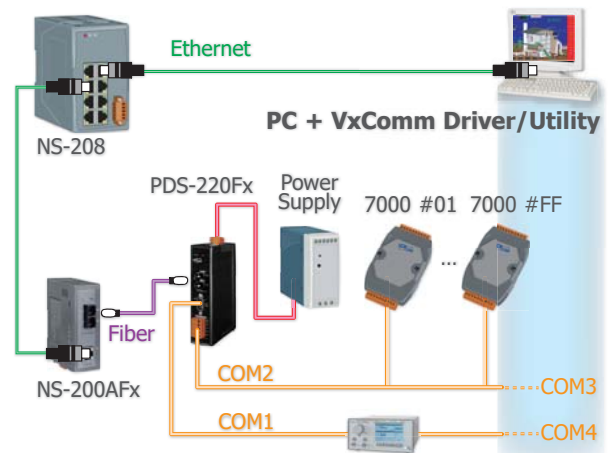 Ethernet
PC + VxComm Driver/Utility
NS-208
PDS-220Fx
Power
Supply
7000 #01
7000 #FF
...
Fiber
NS-200AFx
COM2
COM3
COM1
COM4